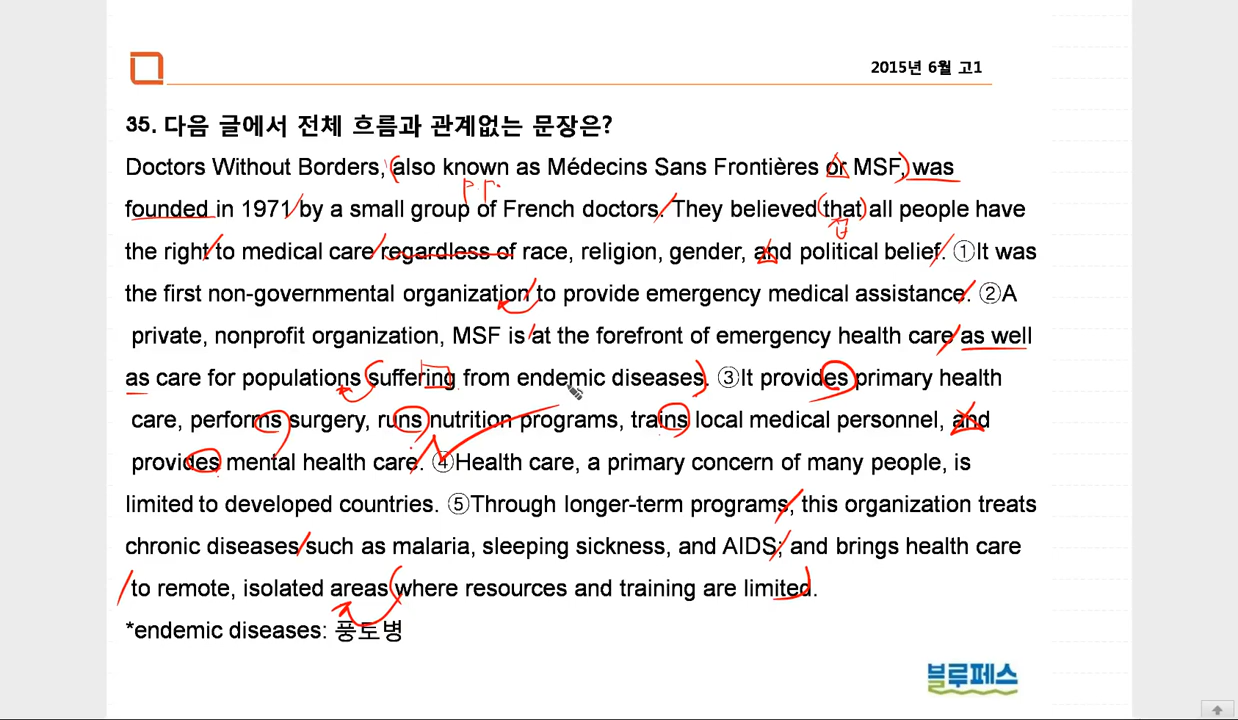 2015년 6월 고1
35. 다음 글에서 전체 흐름과 관계없는 문장은?
Doctors Without Borders, (also known as Médecins Sans Frontières or MSF) was
p.p.
founded in 1971 by a small group of French doctors. They believed (that) all people have
the right to medical care regardless of race, religion, gender, and political belief. ①It was
the first non-governmental organization to provide emergency medical assistance. ②A
private, nonprofit organization, MSF is at the forefront of emergency health care as well
as care for populations (suffering from endemic diseases). ③It provides primary health
care, performs surgery, runs nutrition programs, trains local medical personnel, and
provides mental health care. ④Health care, a primary concern of many people, is
limited to developed countries. ⑤Through longer-term programs, this organization treats
chronic diseases such as malaria, sleeping sickness, and AIDS; and brings health care
to remote, isolated areas (where resources and training are limited).
*endemic diseases: 풍토병
블루페스